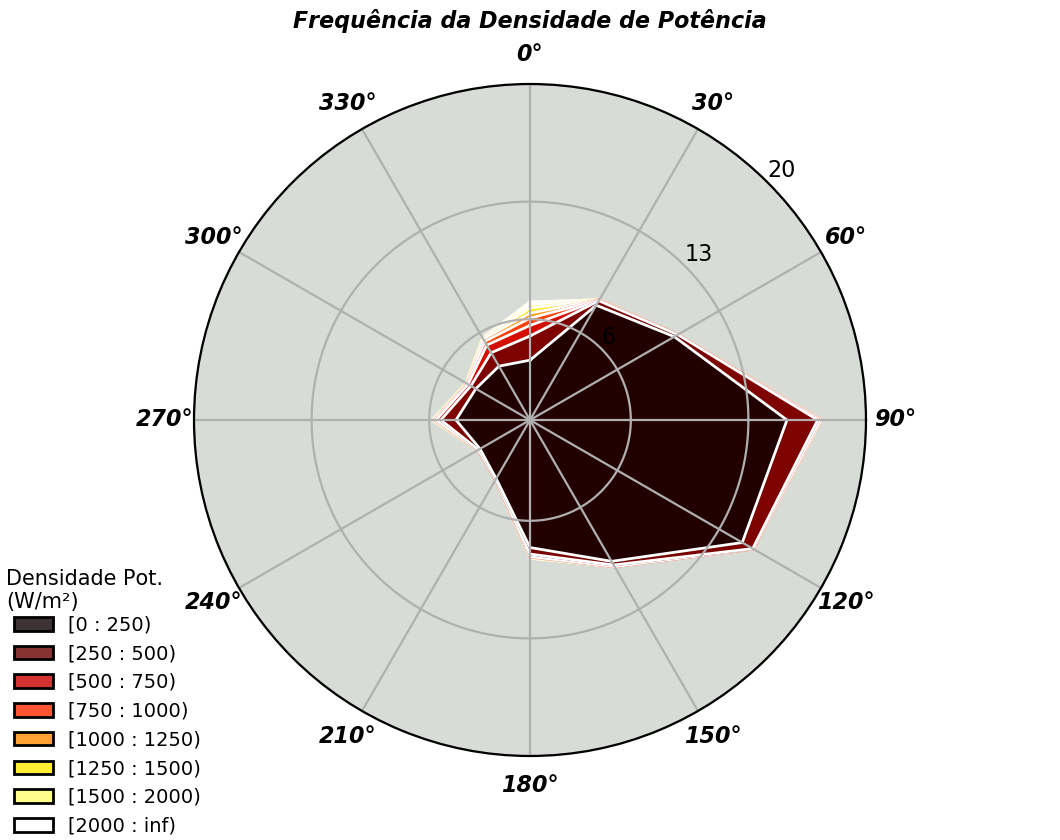 Frequência da Densidade de Potência
0°
330°
30°
20
300°
60°
13
6
270°
90°
240°
120°
210°
150°
180°
Densidade Pot.
(W/m²)
[0 : 250)
[250 : 500)
[500 : 750)
[750 : 1000)
[1000 : 1250)
[1250 : 1500)
[1500 : 2000)
[2000 : inf)